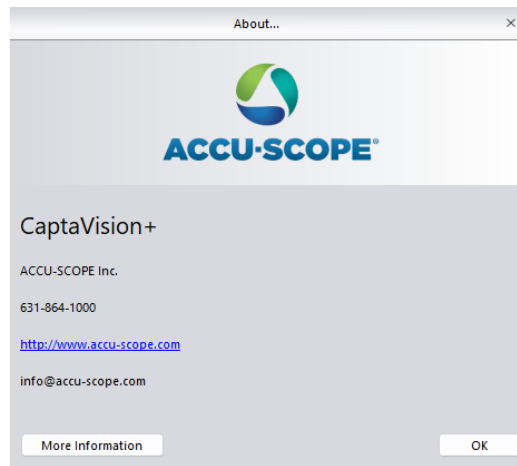 About...
ACCU-SCOPE®
CaptaVision+
ACCU-SCOPE Inc.
631-864-1000
http://www.accu-scope.com
info@accu-scope.com
More Information
OK